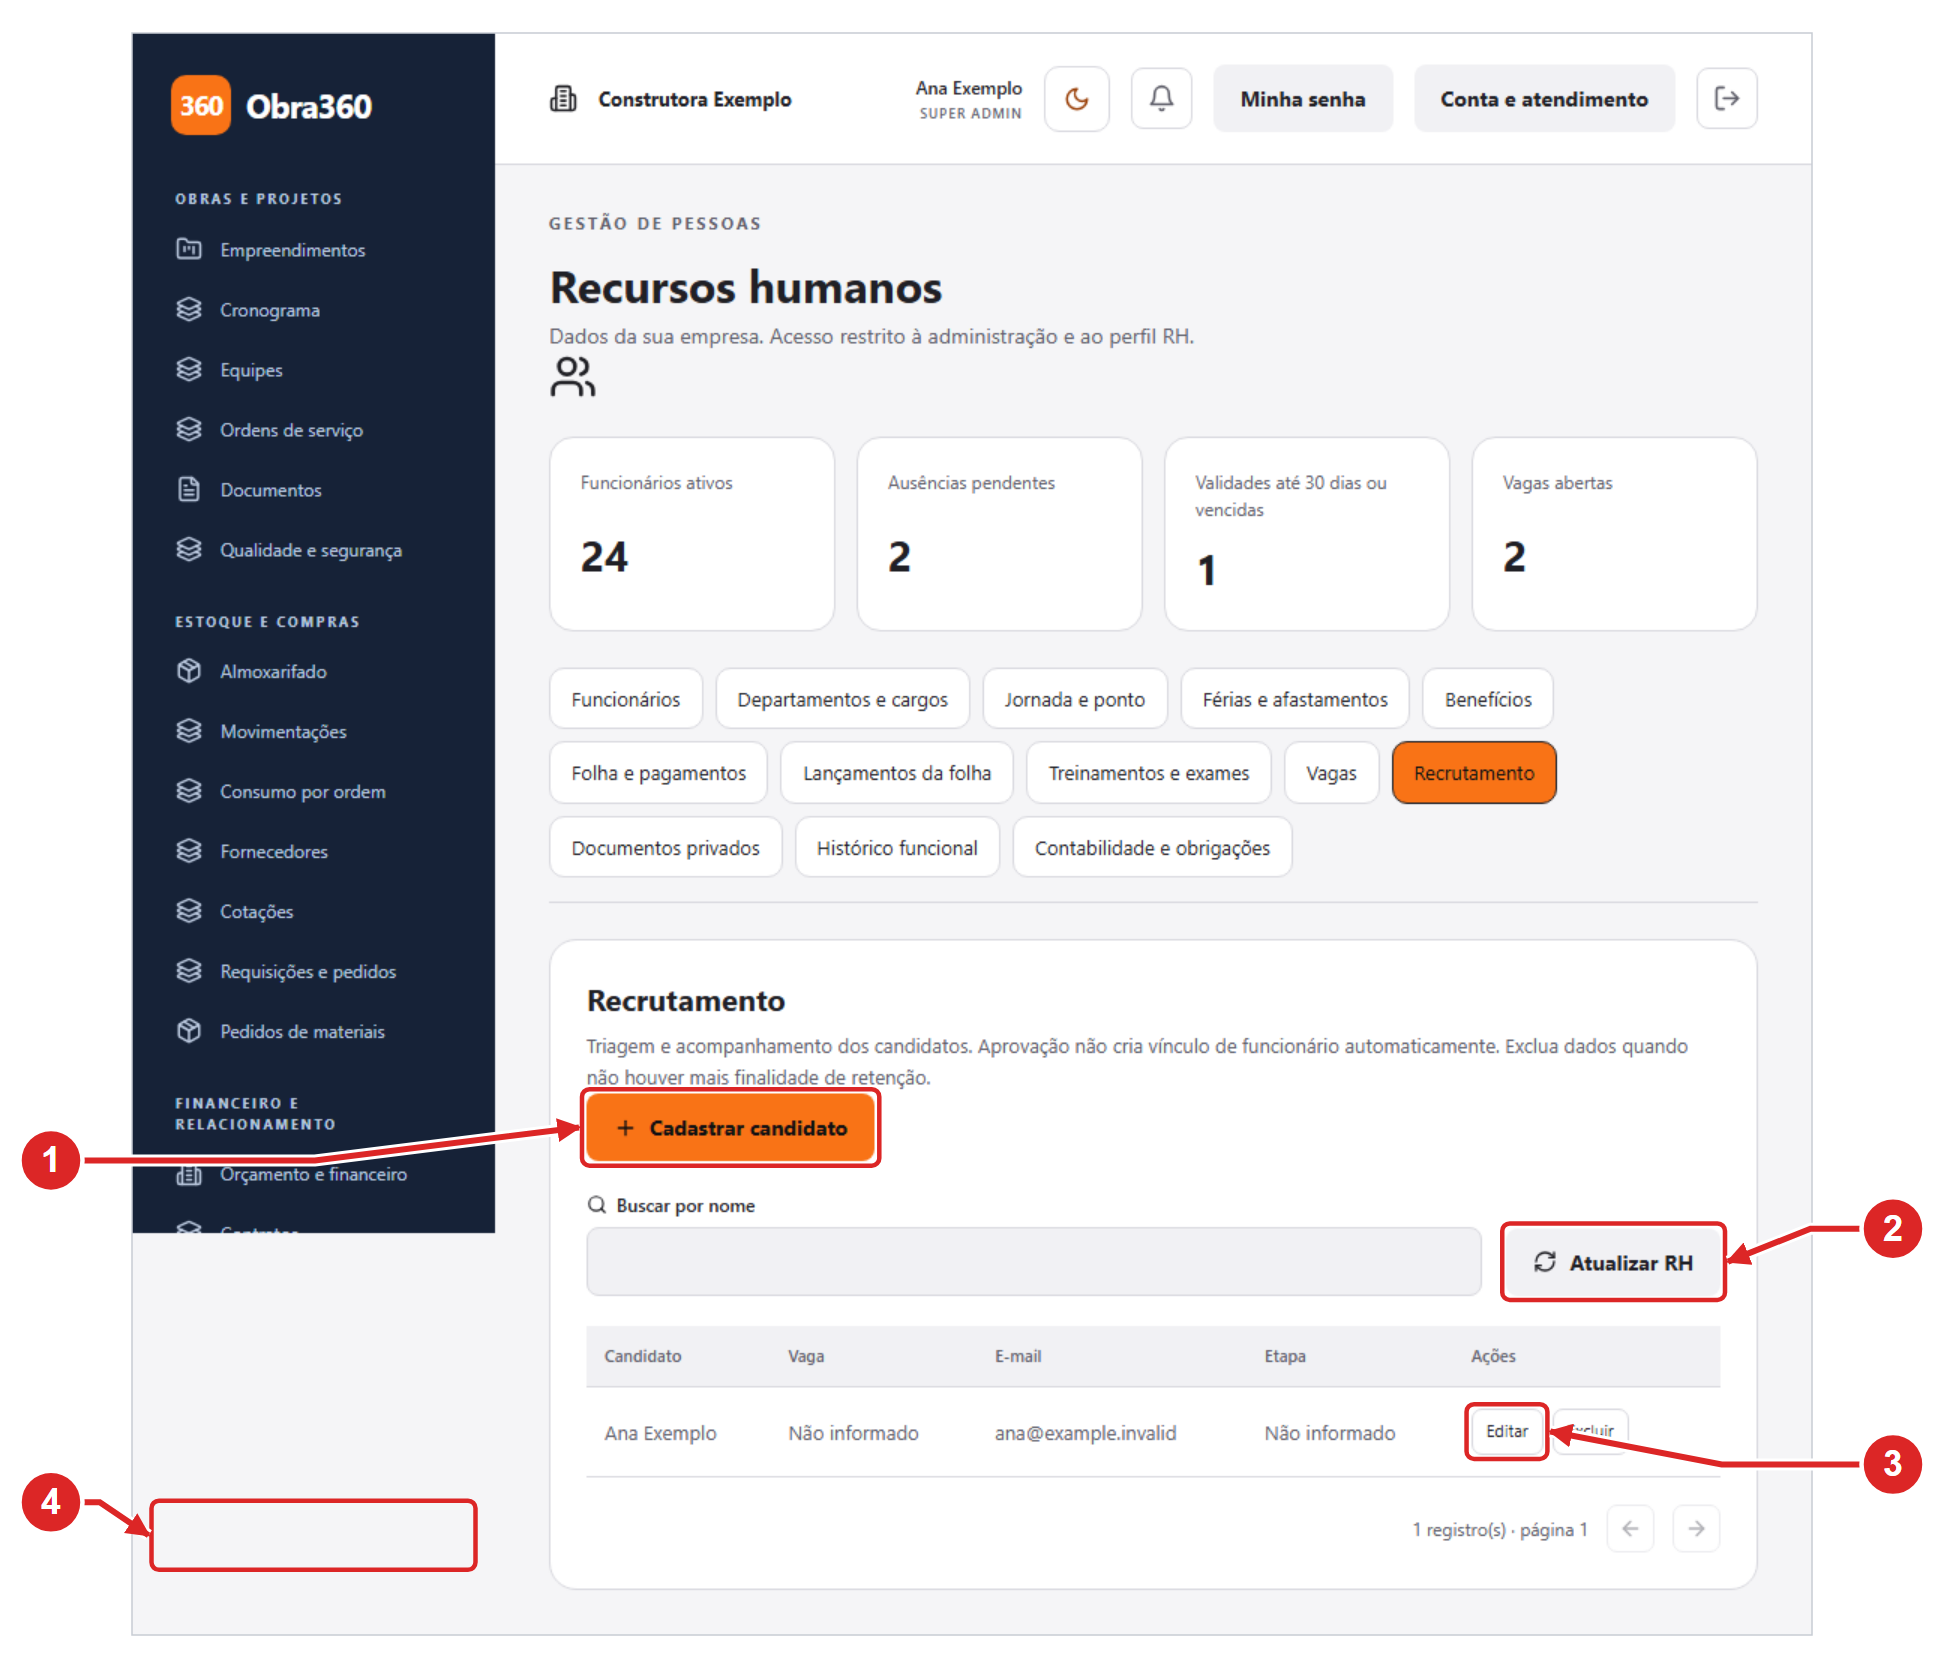 360 Obra360
OBRAS E PROJETOS
Empreendimentos
Cronograma
Equipes
Ordens de serviço
Documentos
Qualidade e segurança
ESTOQUE E COMPRAS
Almoxarifado
Movimentações
Consumo por ordem
Fornecedores
Cotações
Requisições e pedidos
Pedidos de materiais
FINANCEIRO E
RELACIONAMENTO
Orçamento e financeiro
Construtora Exemplo
Ana Exemplo
SUPER ADMIN
Minha senha
Conta e atendimento
GESTÃO DE PESSOAS
Recursos humanos
Dados da sua empresa. Acesso restrito à administração e ao perfil RH.
Funcionários ativos
24
Ausências pendentes
2
Validades até 30 dias ou
vencidas
1
Vagas abertas
2
Funcionários
Departamentos e cargos
Jornada e ponto
Férias e afastamentos
Benefícios
Folha e pagamentos
Lançamentos da folha
Treinamentos e exames
Vagas
Recrutamento
Documentos privados
Histórico funcional
Contabilidade e obrigações
Recrutamento
Triagem e acompanhamento dos candidatos. Aprovação não cria vínculo de funcionário automaticamente. Exclua dados quando
não houver mais finalidade de retenção.
+ Cadastrar candidato
Buscar por nome
Atualizar RH
Candidato Vaga E-mail Etapa Ações
Ana Exemplo Não informado ana@example.invalid Não informado Editar
1 registro(s) · página 1
1
2
3
4